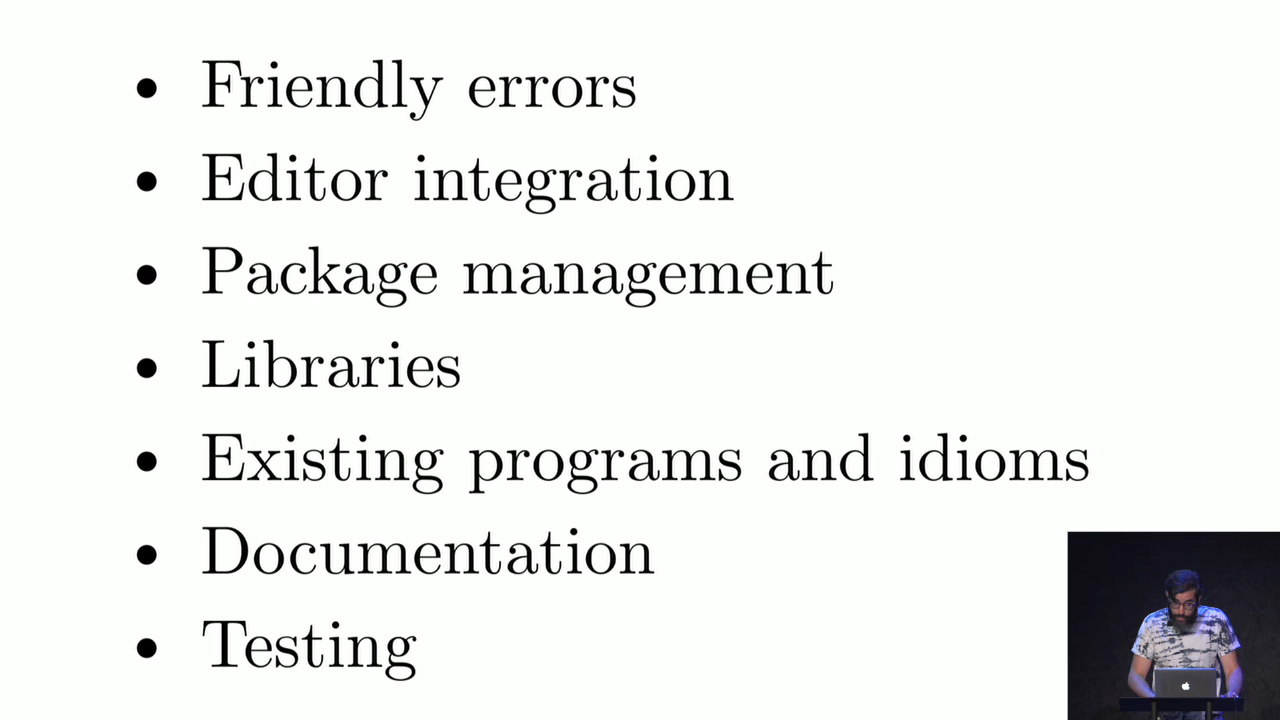 • Friendly errors
• Editor integration
• Package management
• Libraries
• Existing programs and idioms
• Documentation
• Testing